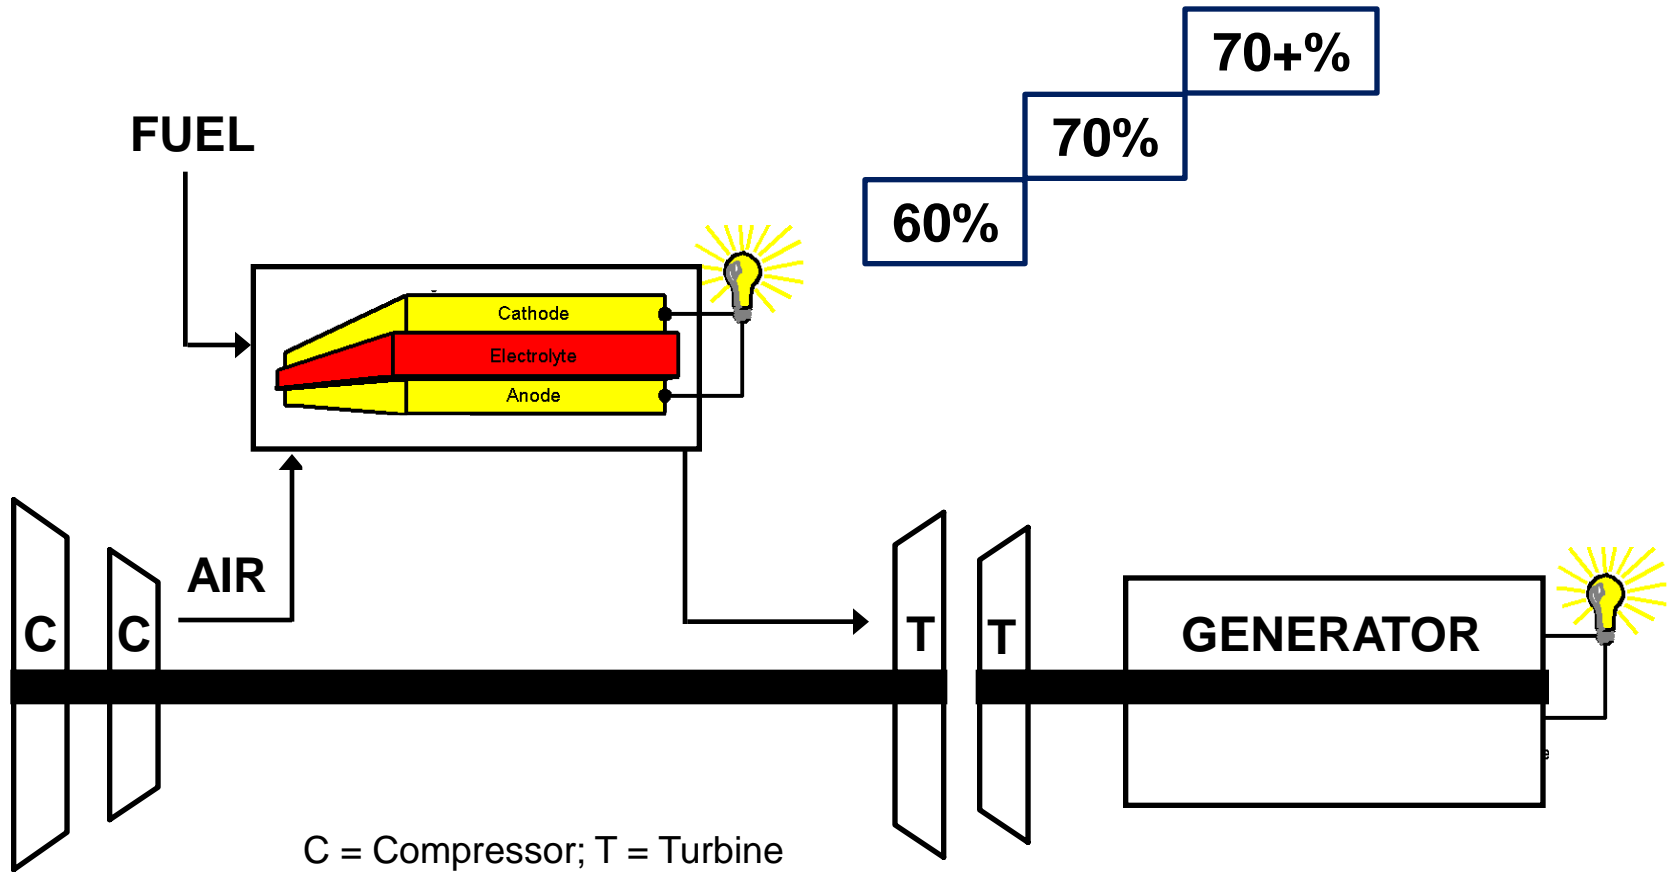 70+%
70%
60%
FUEL
Cathode
Electrolyte
Anode
AIR
C
C
T
T
GENERATOR
C = Compressor; T = Turbine